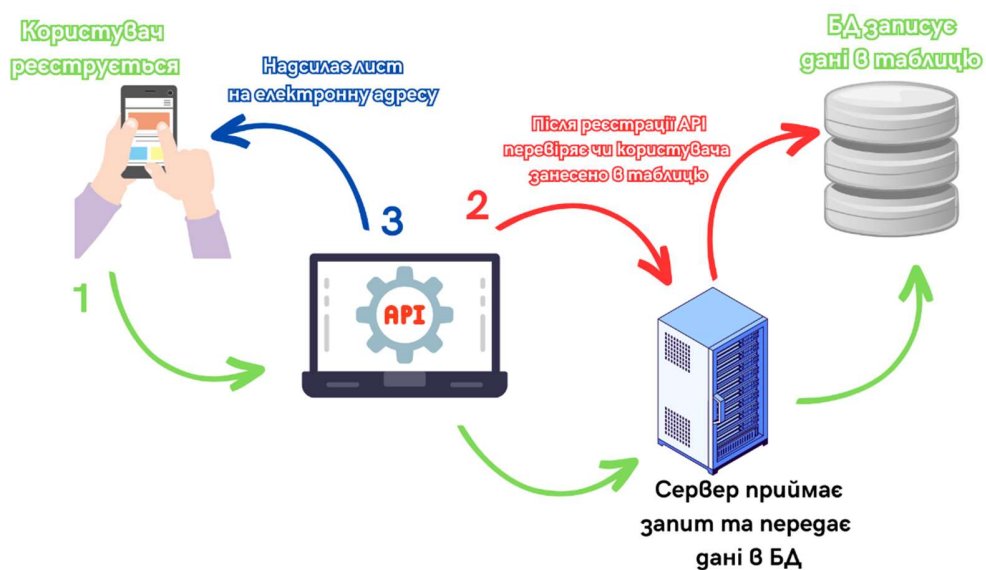 Користувач
реєструється
Надсилає лист
на електронну адресу
БД записує
дані в таблицю
Після реєстрації API
перевіряє чи користувача
занесено в таблицю
1
2
3
API
Сервер приймає
запит та передає
дані в БД